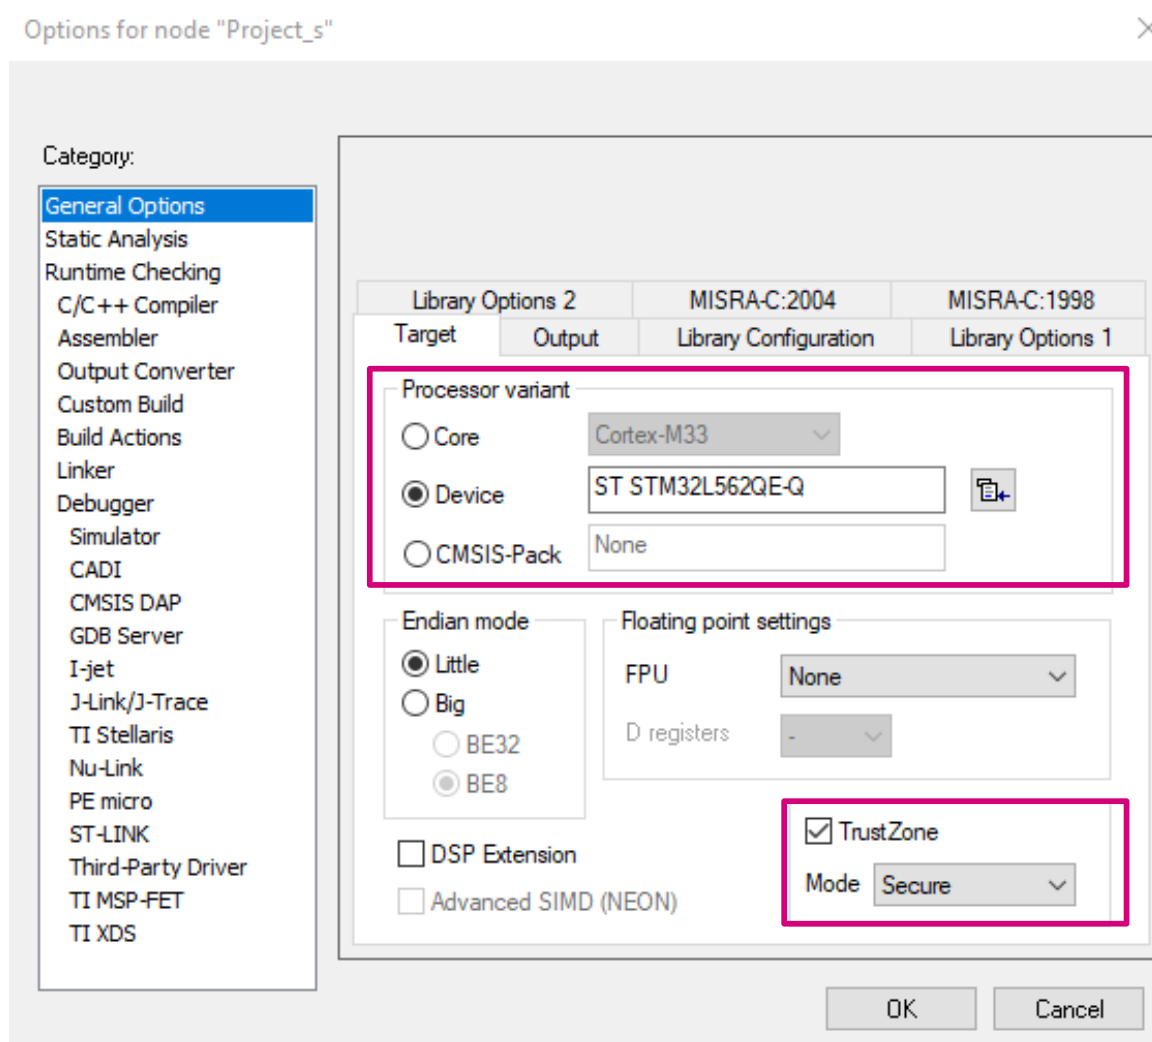 Options for node "Project_s"
Category:
General Options
Static Analysis
Runtime Checking
C/C++ Compiler
Assembler
Output Converter
Custom Build
Build Actions
Linker
Debugger
Simulator
CADI
CMSIS DAP
GDB Server
I-jet
J-Link/J-Trace
TI Stellaris
Nu-Link
PE micro
ST-LINK
Third-Party Driver
TI MSP-FET
TI XDS
Library Options 2 MISRA-C:2004 MISRA-C:1998
Target Output Library Configuration Library Options 1
Processor variant
Core Cortex-M33
Device ST STM32L562QE-Q
CMSIS-Pack None
Endian mode
Little
Big
BE32
BE8
Floating point settings
FPU None
D registers -
DSP Extension
Advanced SIMD (NEON)
TrustZone
Mode Secure
OK Cancel